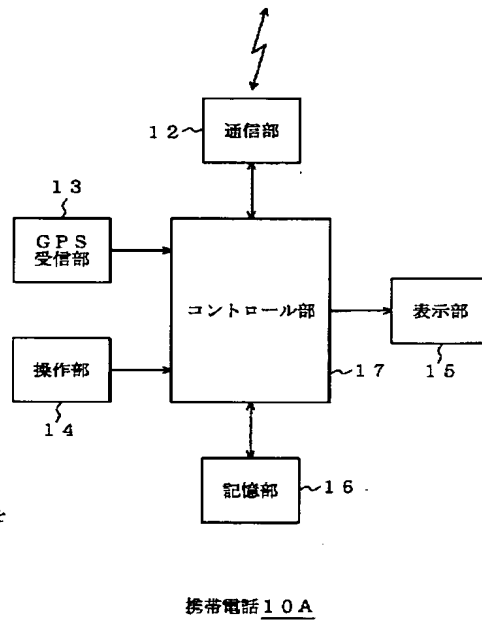 １２
通信部
１３
ＧＰＳ
受信部
コントロール部
表示部
１７
１５
操作部
１４
記憶部
１６
携帯電話１０Ａ